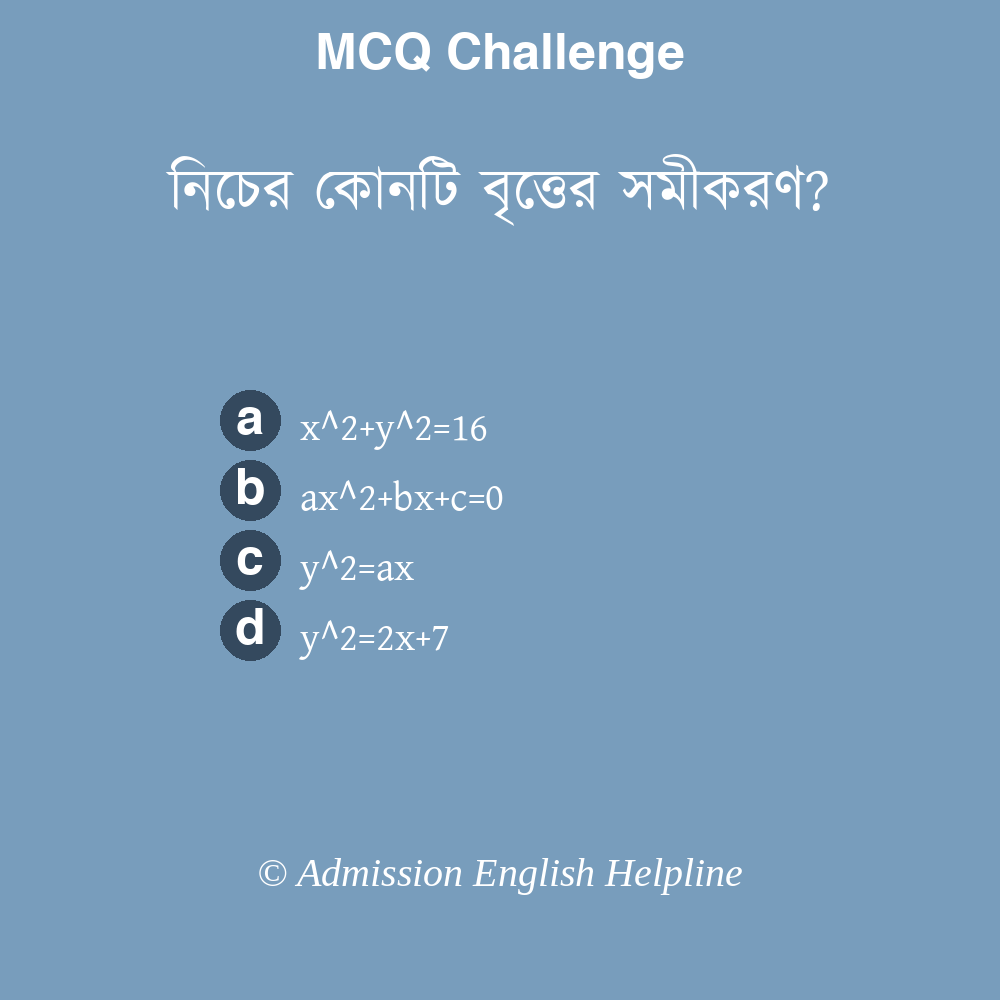 MCQ Challenge
নিচের কোনটি বৃত্তের সমীকরণ?
a x^2+y^2=16
b ax^2+bx+c=0
c y^2=ax
d y^2=2x+7
© Admission English Helpline